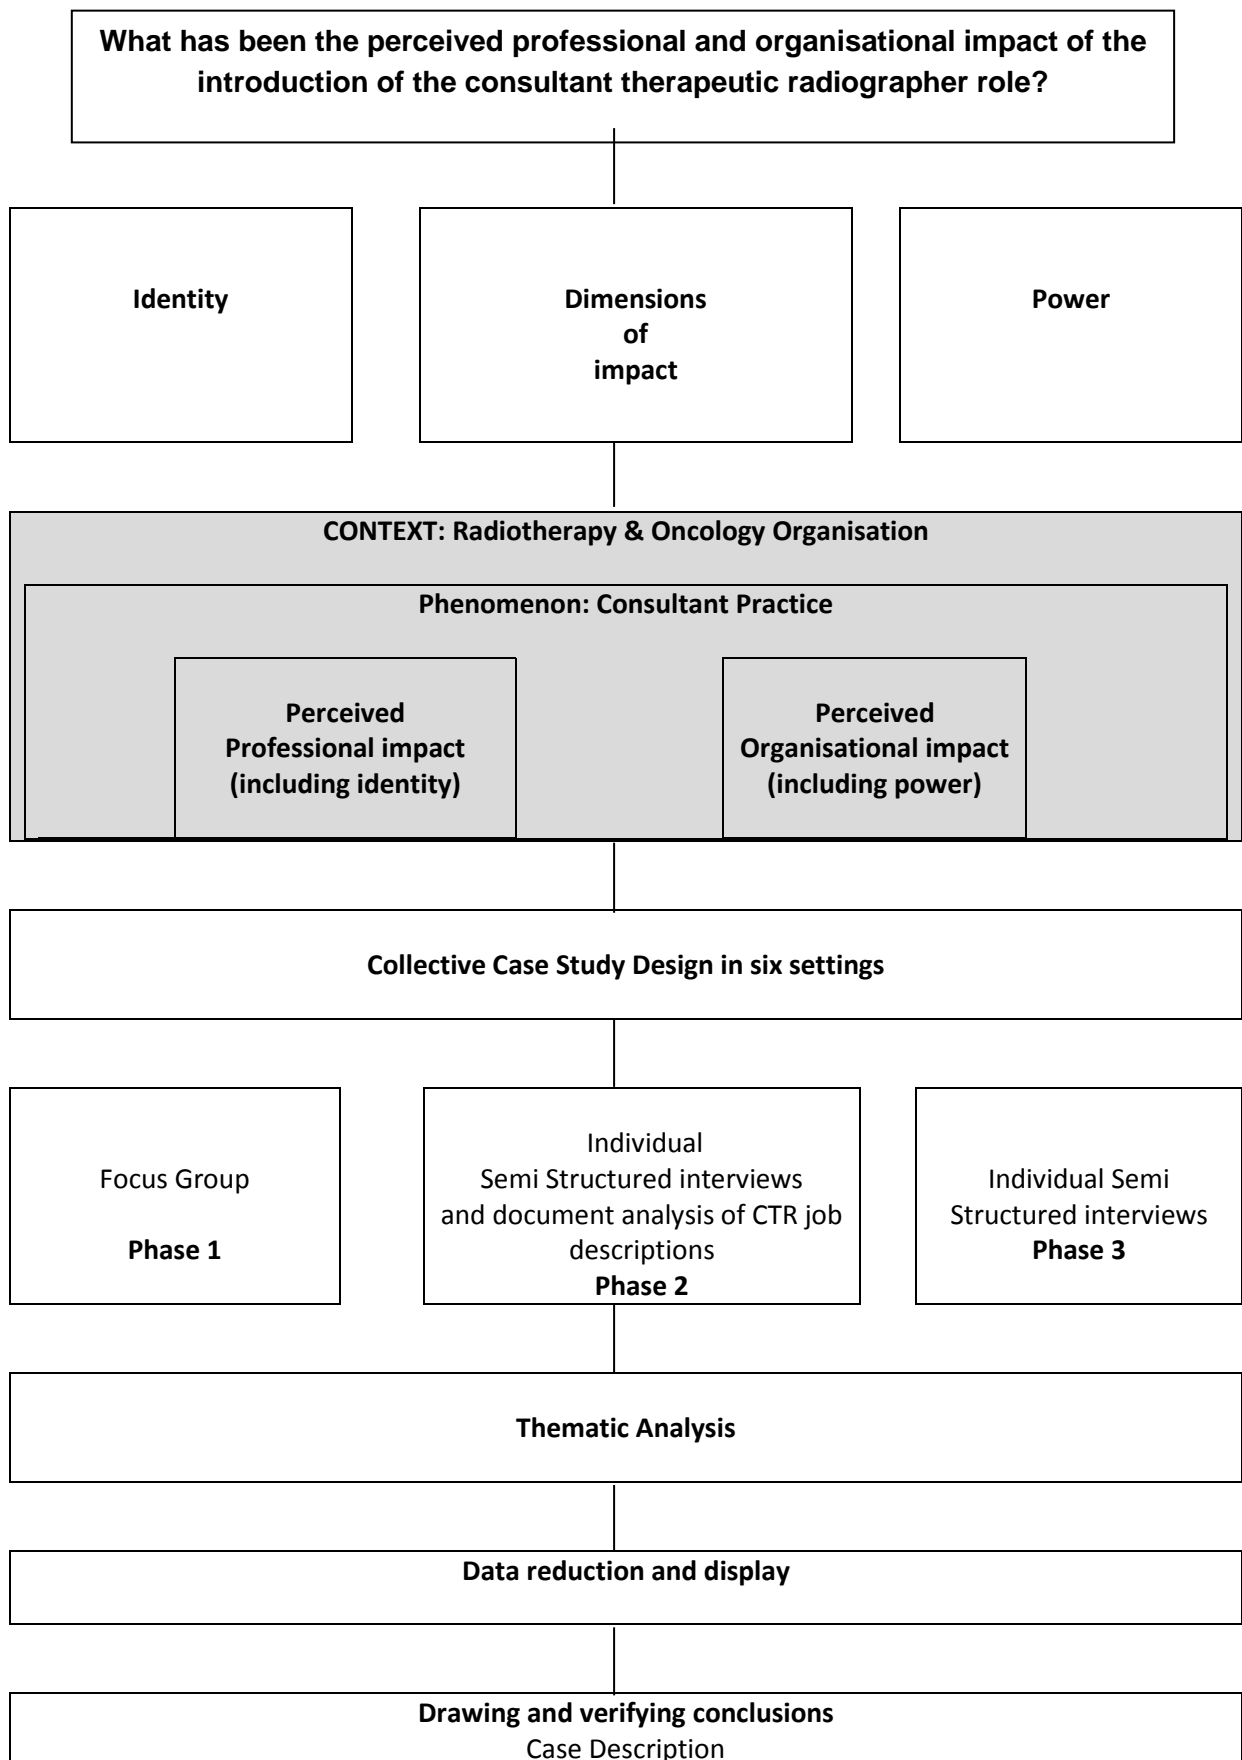 What has been the perceived professional and organisational impact of the
introduction of the consultant therapeutic radiographer role?
Identity
Dimensions
of
impact
Power
CONTEXT: Radiotherapy & Oncology Organisation
Phenomenon: Consultant Practice
Perceived
Professional impact
(including identity)
Perceived
Organisational impact
(including power)
Collective Case Study Design in six settings
Focus Group
Phase 1
Individual
Semi Structured interviews
and document analysis of CTR job
descriptions
Phase 2
Individual Semi
Structured interviews
Phase 3
Thematic Analysis
Data reduction and display
Drawing and verifying conclusions
Case Description